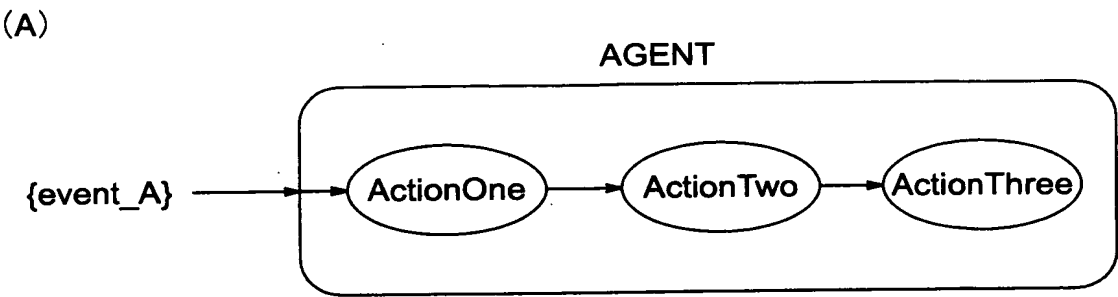 (A)
AGENT
{event_A}
ActionOne
ActionTwo
ActionThree